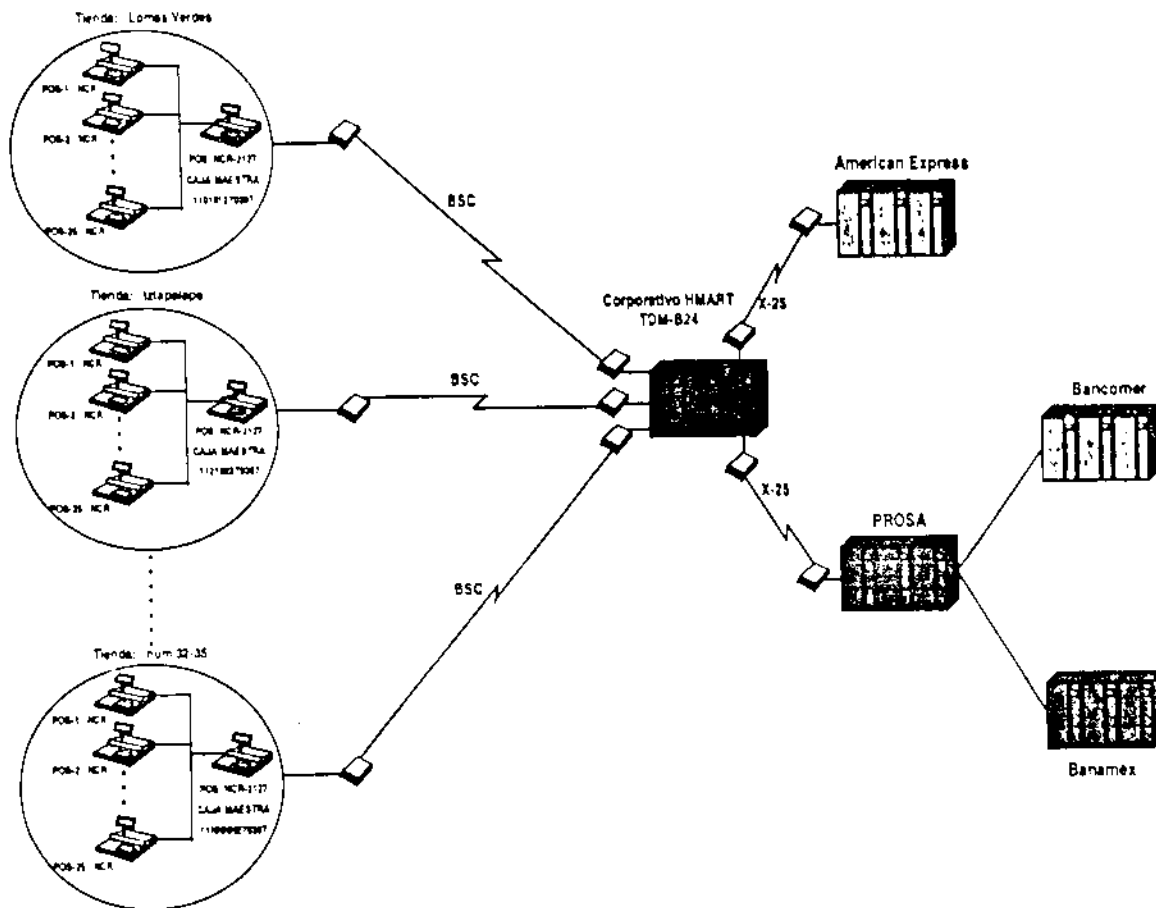 Tienda: Lomas Verdes
POS-1 NCR
POS-2 NCR
POS NCR-2127
CAJA MAESTRA
POS-25 NCR
BSC
American Express
X-25
Corporativo HMART
TDM-B24
Tienda: Iztapalapa
POS-1 NCR
POS-2 NCR
POS NCR-2127
CAJA MAESTRA
POS-25 NCR
BSC
Bancomer
X-25
PROSA
BSC
Tienda: num 32-35
POS-1 NCR
POS-2 NCR
POS NCR-2127
CAJA MAESTRA
POS-25 NCR
Banamex